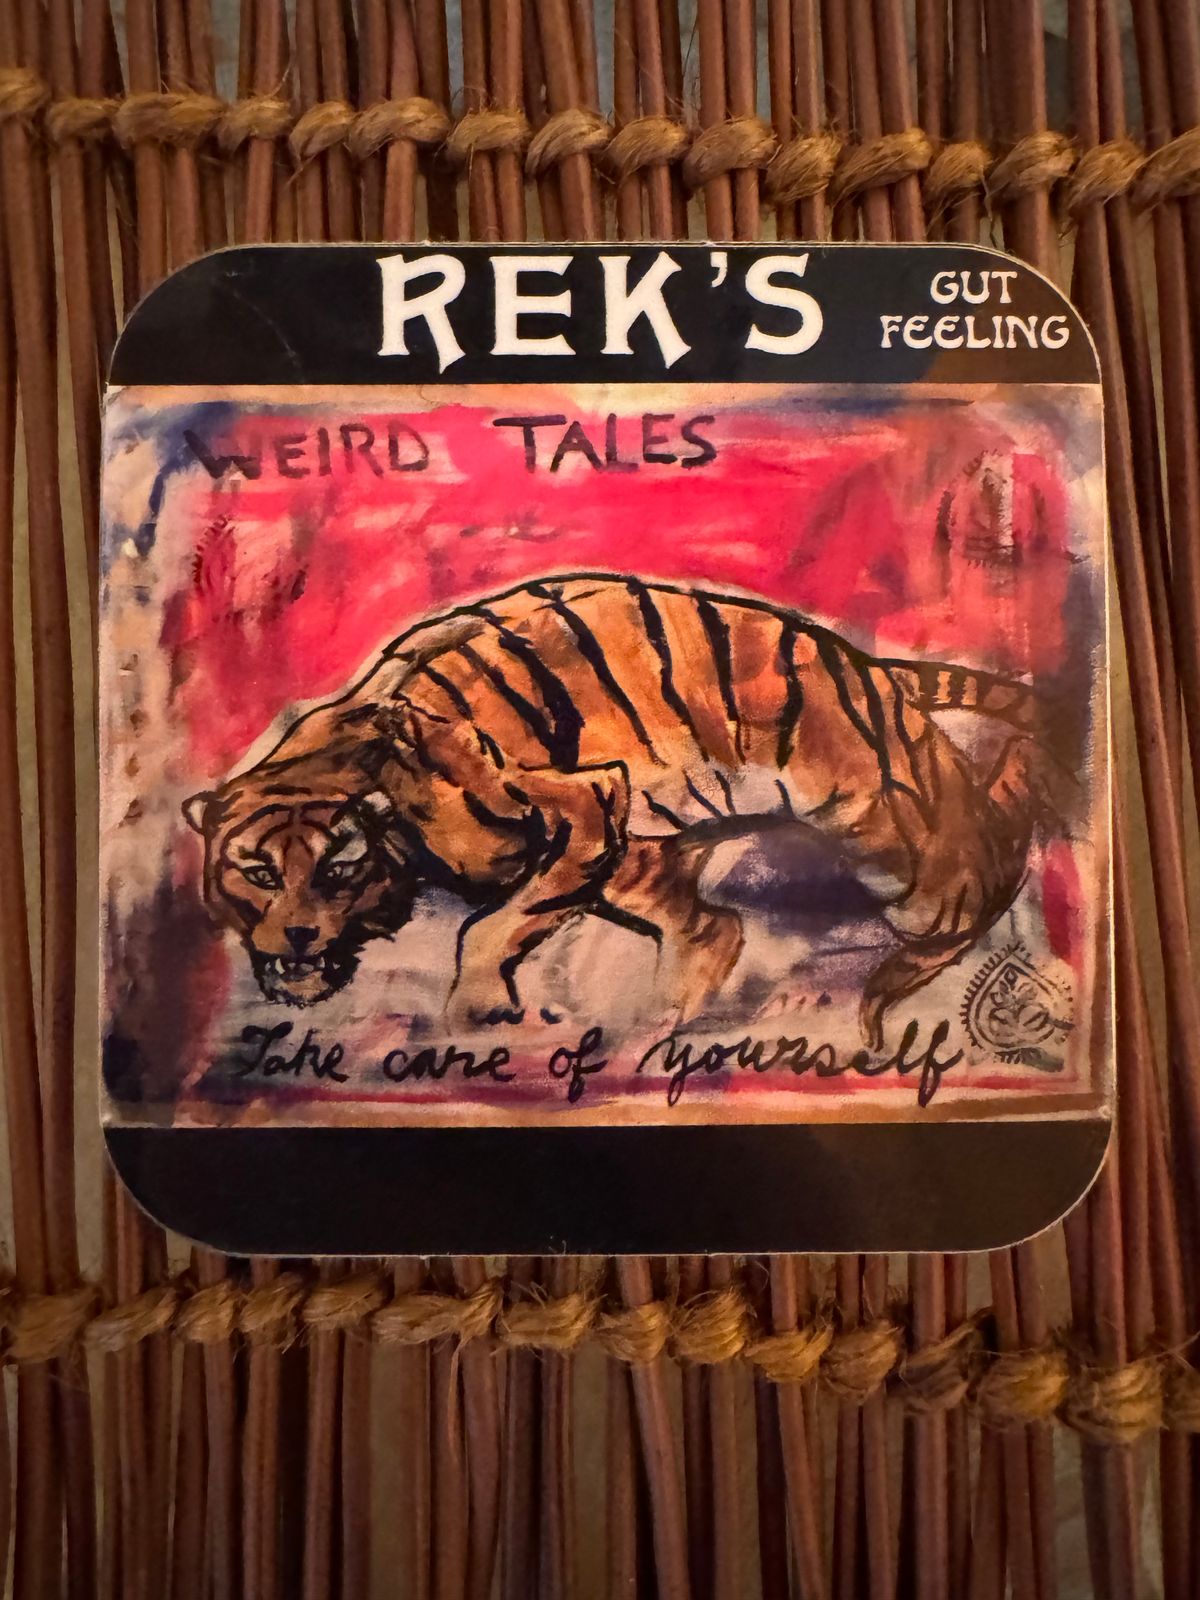 REK'S
GUT
FEELING
WEIRD TALES
Take care of yourself